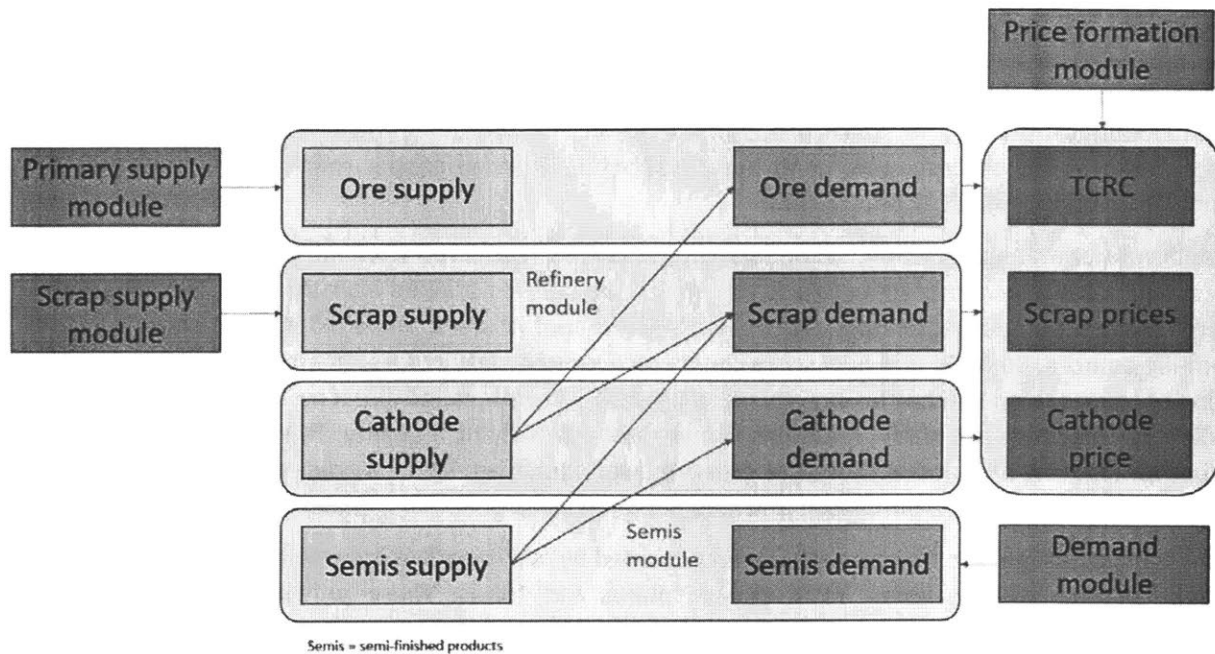 Price formation
module
Primary supply
module
Ore supply
Ore demand
TCRC
Scrap supply
module
Scrap supply
Refinery
module
Scrap demand
Scrap prices
Cathode
supply
Cathode
demand
Cathode
price
Semis supply
Semis
module
Semis demand
Demand
module
Semis = semi-finished products